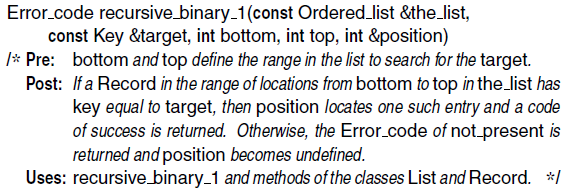 Error_code recursive_binary_1(const Ordered_list &the_list,
const Key &target, int bottom, int top, int &position)
/* Pre: bottom and top define the range in the list to search for the target.
Post: If a Record in the range of locations from bottom to top in the_list has
key equal to target, then position locates one such entry and a code
of success is returned. Otherwise, the Error_code of not_present is
returned and position becomes undefined.
Uses: recursive_binary_1 and methods of the classes List and Record. */